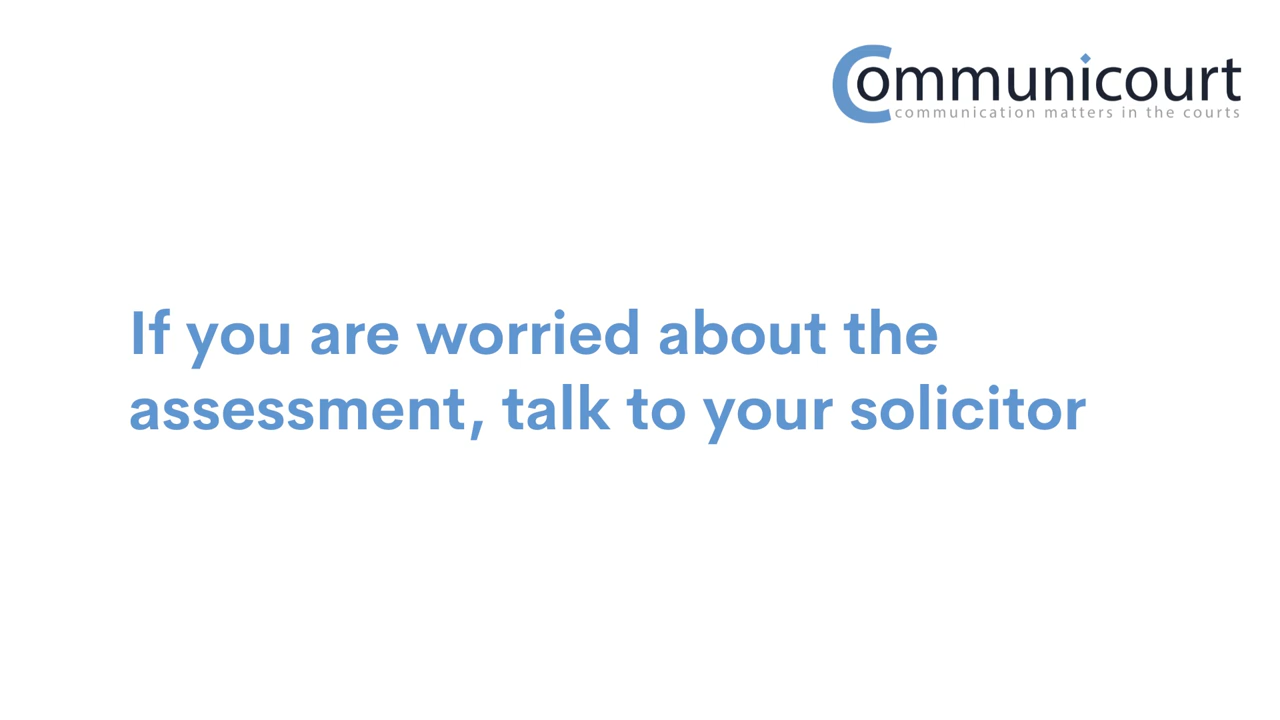 Communicourt
communication matters in the courts
If you are worried about the
assessment, talk to your solicitor